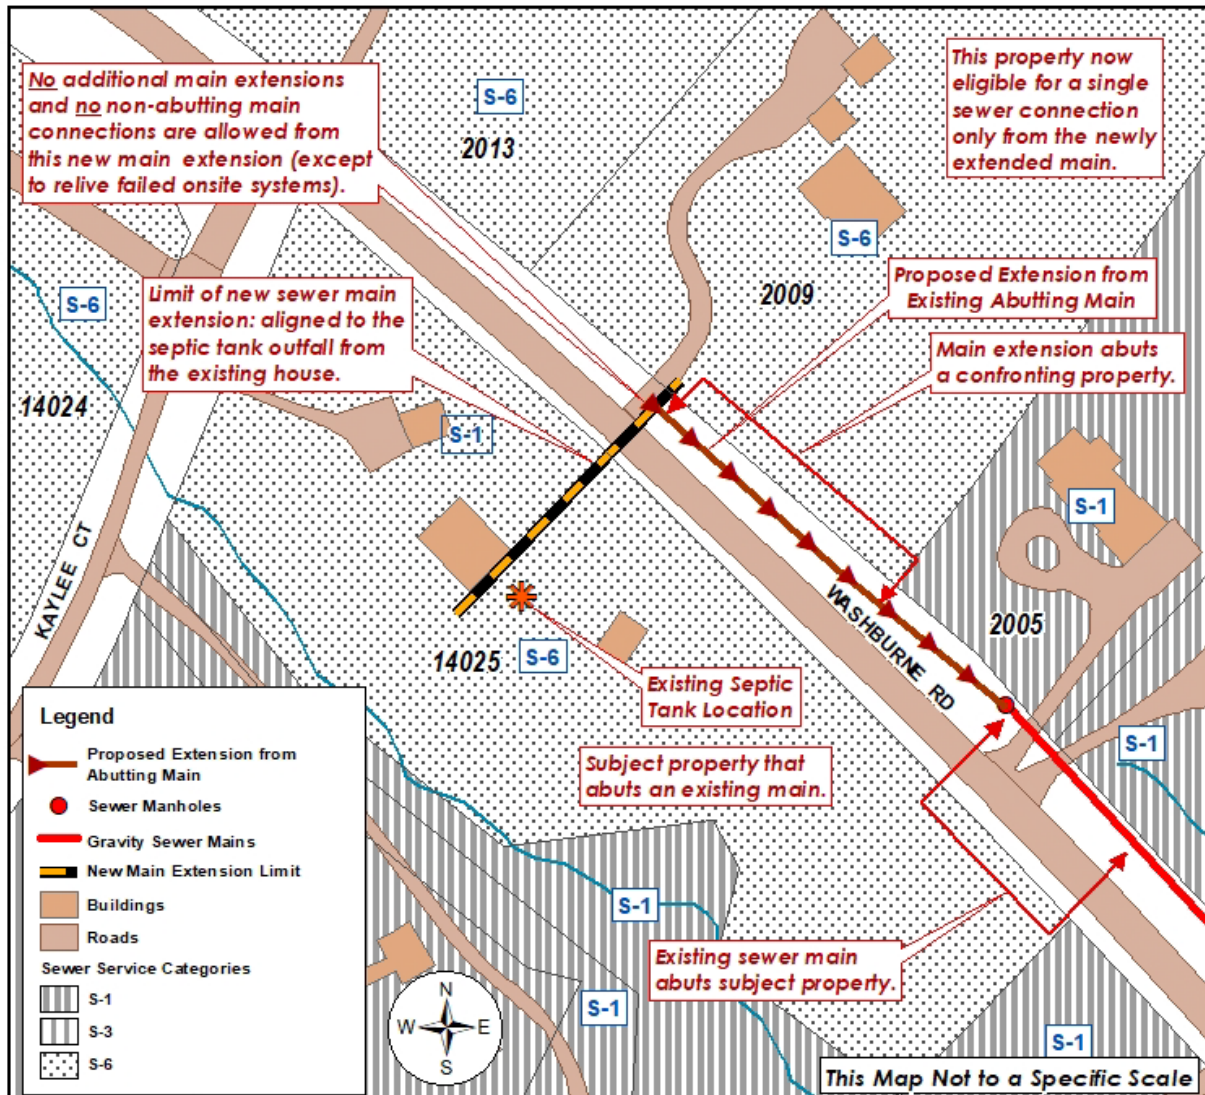 No additional main extensions
and no non-abutting main
connections are allowed from
this new main extension (except
to relive failed onsite systems).
S-6
2013
This property now
eligible for a single
sewer connection
only from the newly
extended main.
S-6
2009
Proposed Extension from
Existing Abutting Main
S-6
Limit of new sewer main
extension: aligned to the
septic tank outfall from
the existing house.
Main extension abuts
a confronting property.
14024
S-1
S-1
KAYLEE CT
WASHBURNE RD
2005
14025
S-6
Existing Septic
Tank Location
S-1
Subject property that
abuts an existing main.
S-1
Existing sewer main
abuts subject property.
S-1
S-1
Legend
Proposed Extension from
Abutting Main
Sewer Manholes
Gravity Sewer Mains
New Main Extension Limit
Buildings
Roads
Sewer Service Categories
S-1
S-3
S-6
N
W
E
S
This Map Not to a Specific Scale